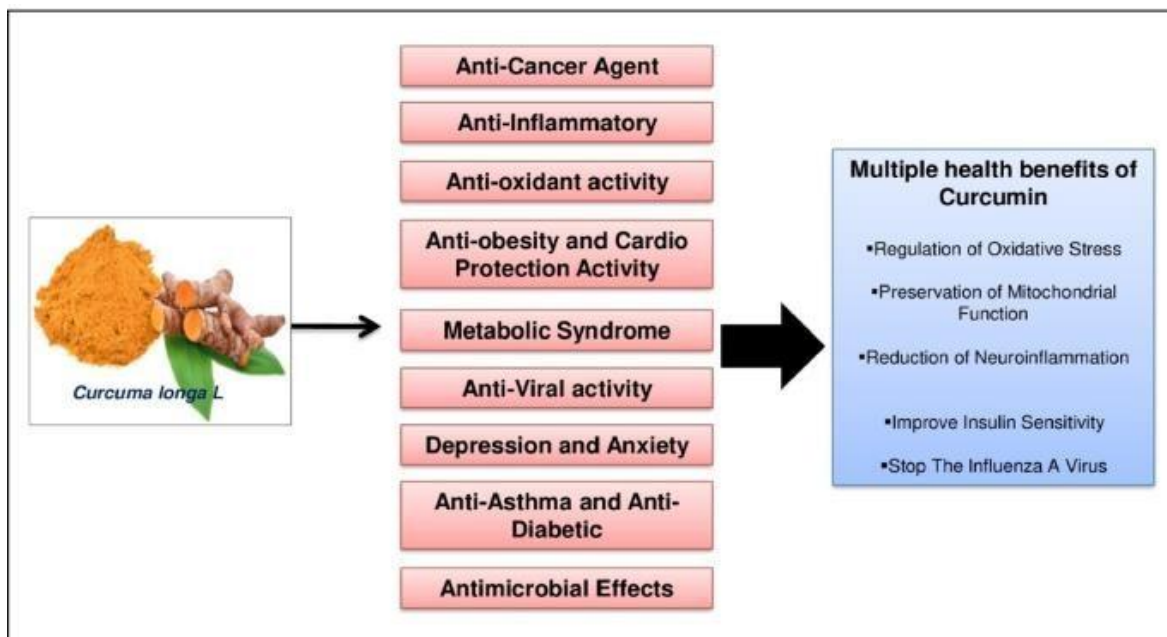 Curcuma longa L
Anti-Cancer Agent
Anti-Inflammatory
Anti-oxidant activity
Anti-obesity and Cardio
Protection Activity
Metabolic Syndrome
Anti-Viral activity
Depression and Anxiety
Anti-Asthma and Anti-
Diabetic
Antimicrobial Effects
Multiple health benefits of
Curcumin
▪Regulation of Oxidative Stress
▪Preservation of Mitochondrial
Function
▪Reduction of Neuroinflammation
▪Improve Insulin Sensitivity
▪Stop The Influenza A Virus